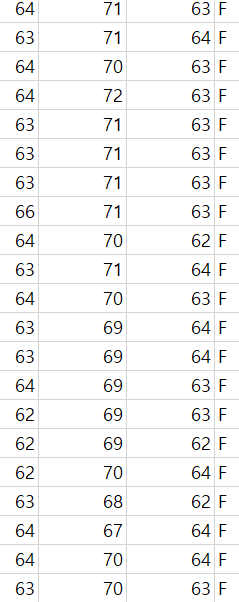 64 71 63 F
63 71 64 F
64 70 63 F
64 72 63 F
63 71 63 F
63 71 63 F
63 71 63 F
66 71 63 F
64 70 62 F
63 71 64 F
64 70 63 F
63 69 64 F
63 69 64 F
64 69 63 F
62 69 63 F
62 69 62 F
62 70 64 F
63 68 62 F
64 67 64 F
64 70 64 F
63 70 63 F